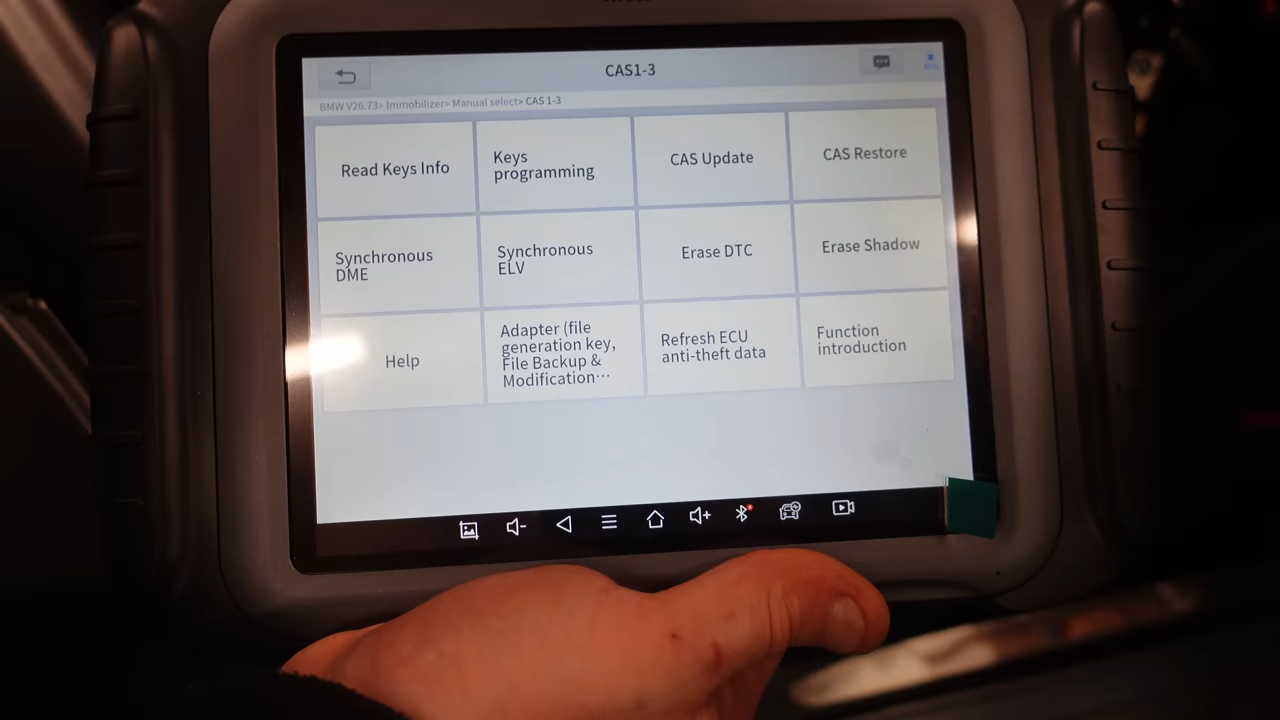 CAS1-3
BMW V26.73> Immobilizer> Manual select> CAS 1-3
Read Keys Info
Keys
programming
CAS Update
CAS Restore
Synchronous
DME
Synchronous
ELV
Erase DTC
Erase Shadow
Help
Adapter (file
generation key,
File Backup &
Modification···
Refresh ECU
anti-theft data
Function
introduction